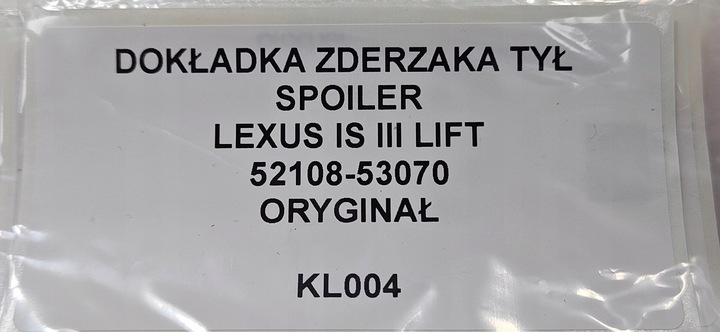 DOKŁADKA ZDERZAKA TYŁ
SPOILER
LEXUS IS III LIFT
52108-53070
ORYGINAŁ
KL004